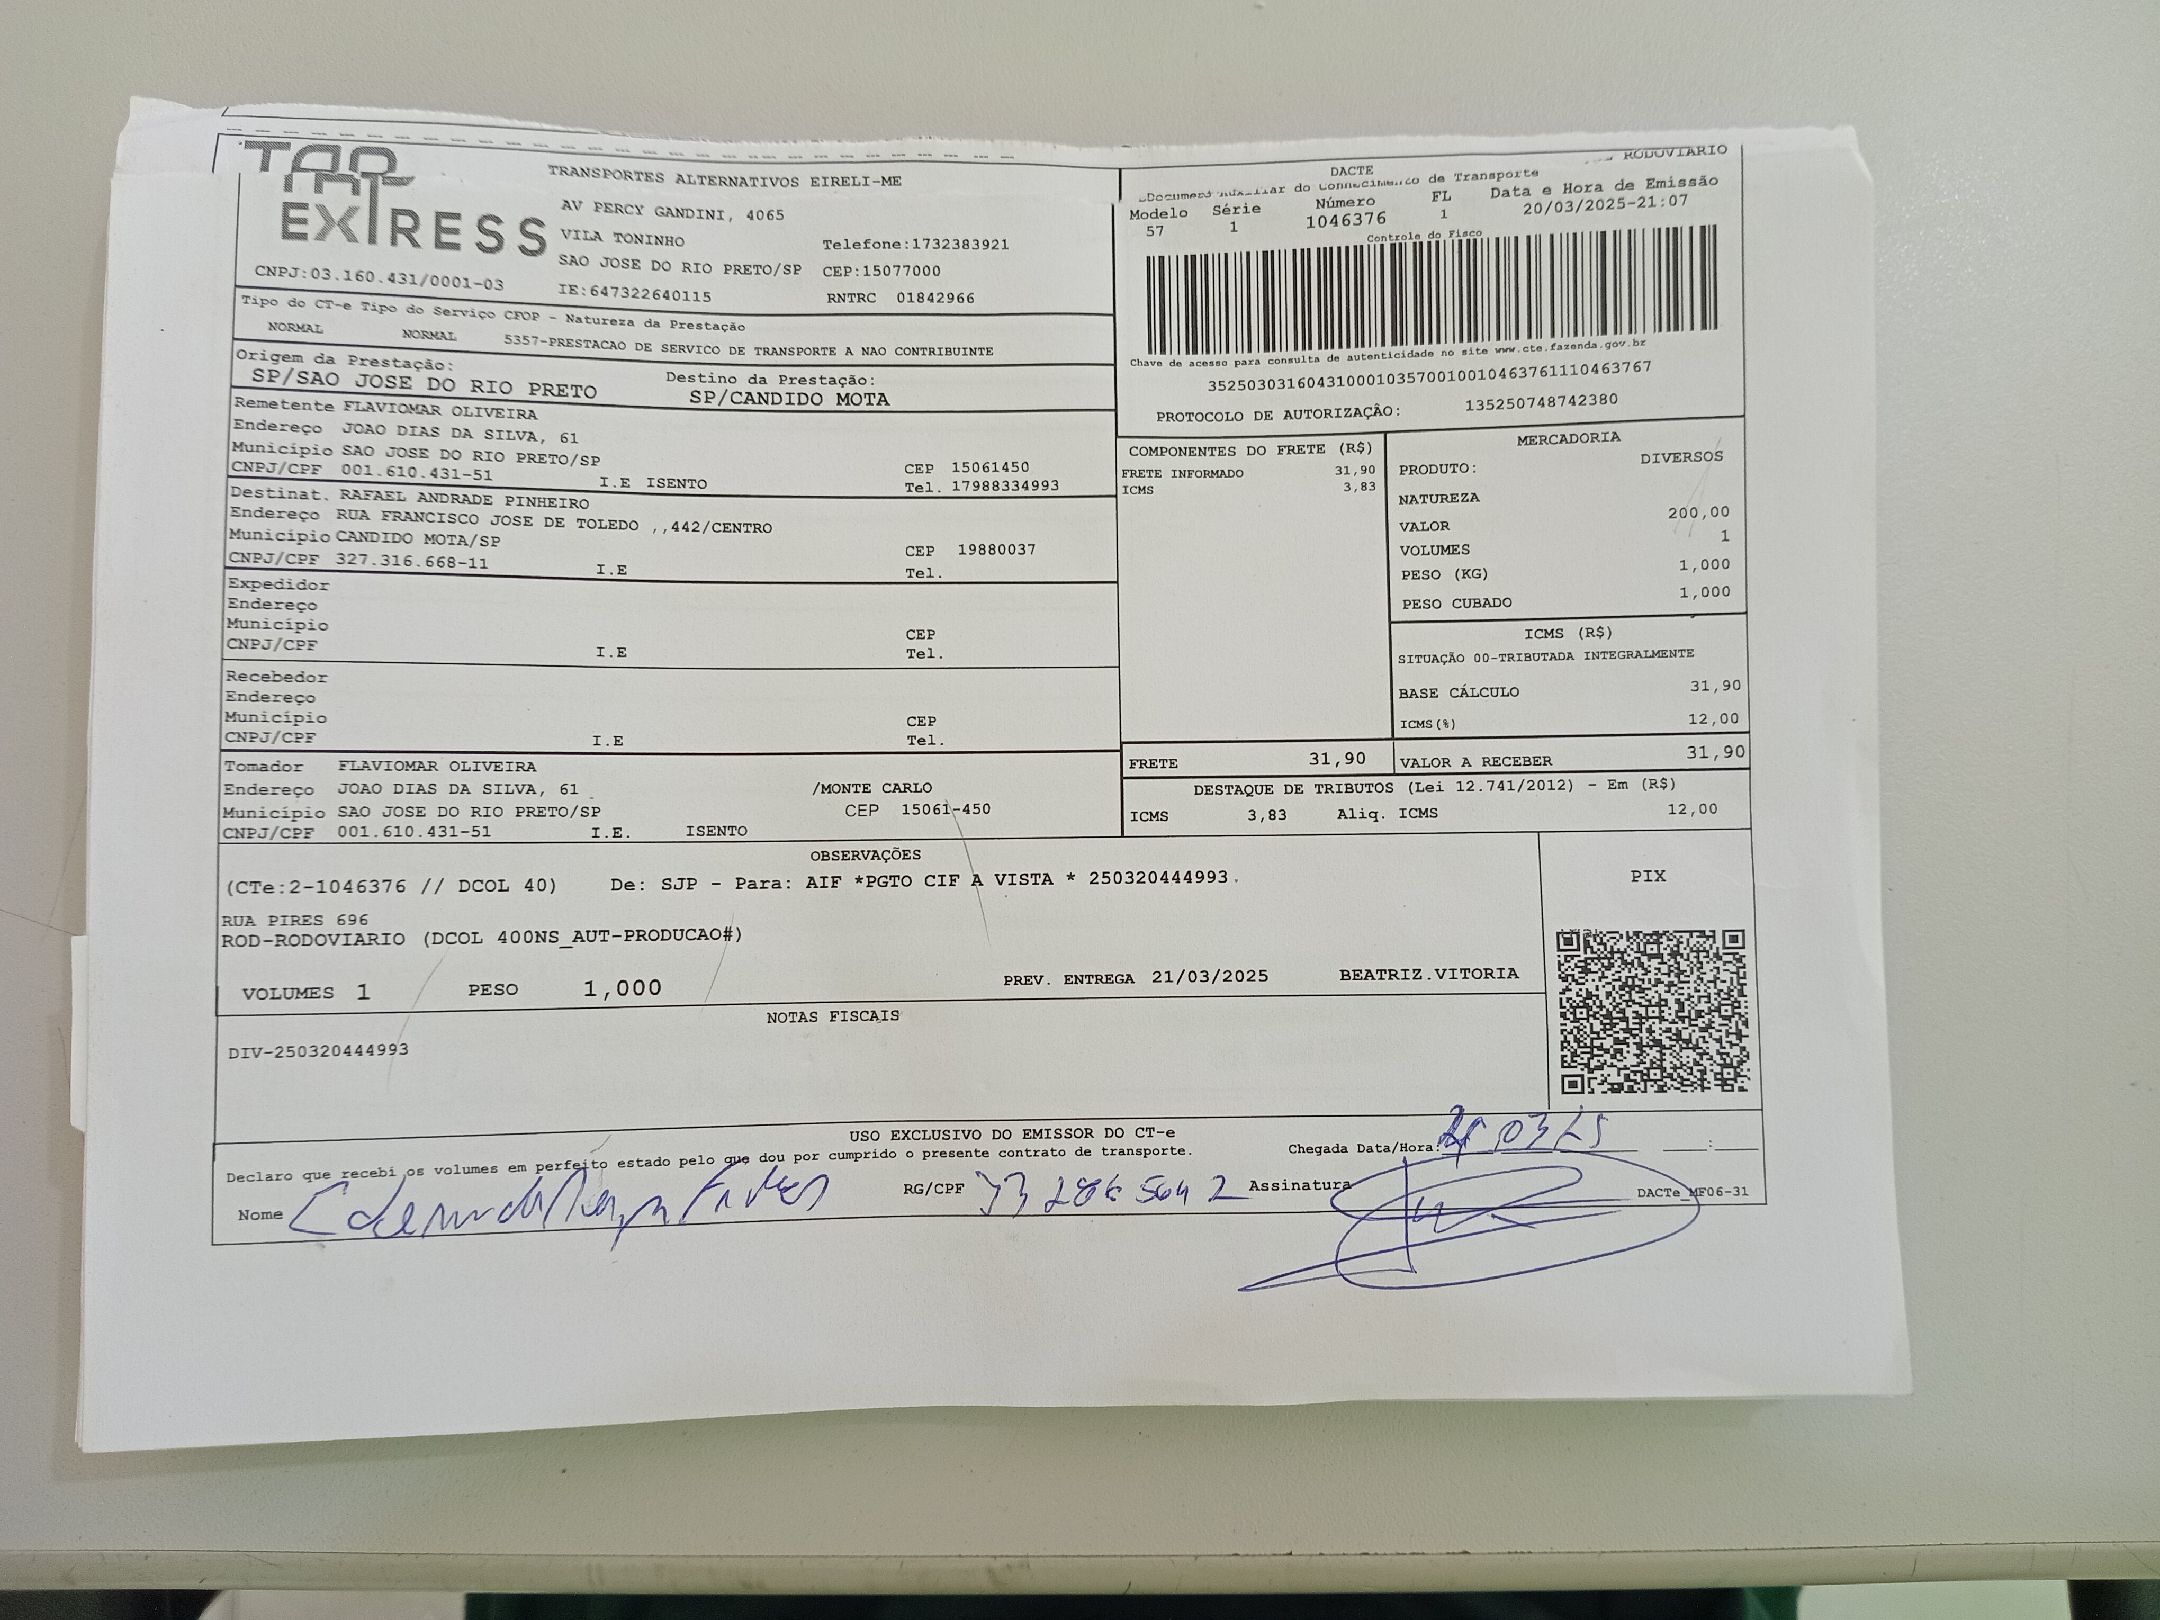 EXTRESS
TRANSPORTES ALTERNATIVOS EIRELI-ME
AV PERCY GANDINI, 4065
VILA TONINHO Telefone:1732383921
SAO JOSE DO RIO PRETO/SP CEP:15077000
CNPJ:03.160.431/0001-03 IE:647322640115 RNTRC 01842966
RODOVIARIO
DACTE
do Conhecimento de Transporte
Modelo Série Número FL Data e Hora de Emissão
57 1 1046376 1 20/03/2025-21:07
Controle do Fisco
Chave de acesso para consulta de autenticidade no site www.cte.fazenda.gov.br
35250303160431000103570010010463761110463767
PROTOCOLO DE AUTORIZAÇÃO: 135250748742380
Tipo do CT-e Tipo do Serviço CFOP - Natureza da Prestação
NORMAL NORMAL 5357-PRESTACAO DE SERVICO DE TRANSPORTE A NAO CONTRIBUINTE
Origem da Prestação: Destino da Prestação:
SP/SAO JOSE DO RIO PRETO SP/CANDIDO MOTA
Remetente FLAVIOMAR OLIVEIRA
Endereço JOAO DIAS DA SILVA, 61
Município SAO JOSE DO RIO PRETO/SP CEP 15061450
CNPJ/CPF 001.610.431-51 I.E ISENTO Tel. 17988334993
Destinat. RAFAEL ANDRADE PINHEIRO
Endereço RUA FRANCISCO JOSE DE TOLEDO ,,442/CENTRO
Município CANDIDO MOTA/SP CEP 19880037
CNPJ/CPF 327.316.668-11 I.E Tel.
Expedidor
Endereço
Município CEP
CNPJ/CPF I.E Tel.
Recebedor
Endereço
Município CEP
CNPJ/CPF I.E Tel.
Tomador FLAVIOMAR OLIVEIRA
Endereço JOAO DIAS DA SILVA, 61 /MONTE CARLO
Município SAO JOSE DO RIO PRETO/SP CEP 15061-450
CNPJ/CPF 001.610.431-51 I.E. ISENTO
COMPONENTES DO FRETE (R$)
FRETE INFORMADO 31,90
ICMS 3,83
MERCADORIA
PRODUTO: DIVERSOS
NATUREZA
VALOR 200,00
VOLUMES 1
PESO (KG) 1,000
PESO CUBADO 1,000
ICMS (R$)
SITUAÇÃO 00-TRIBUTADA INTEGRALMENTE
BASE CÁLCULO 31,90
ICMS(%) 12,00
FRETE 31,90 VALOR A RECEBER 31,90
DESTAQUE DE TRIBUTOS (Lei 12.741/2012) - Em (R$)
ICMS 3,83 Aliq. ICMS 12,00
OBSERVAÇÕES
(CTe:2-1046376 // DCOL 40) De: SJP - Para: AIF *PGTO CIF A VISTA * 250320444993.
RUA PIRES 696
ROD-RODOVIARIO (DCOL 400NS_AUT-PRODUCAO#)
VOLUMES 1 PESO 1,000 PREV. ENTREGA 21/03/2025 BEATRIZ.VITORIA
PIX
NOTAS FISCAIS
DIV-250320444993
USO EXCLUSIVO DO EMISSOR DO CT-e
Declaro que recebi os volumes em perfeito estado pelo que dou por cumprido o presente contrato de transporte.
Chegada Data/Hora: 03 25 __:__
Nome RG/CPF Assinatura
DACTe_MF06-31